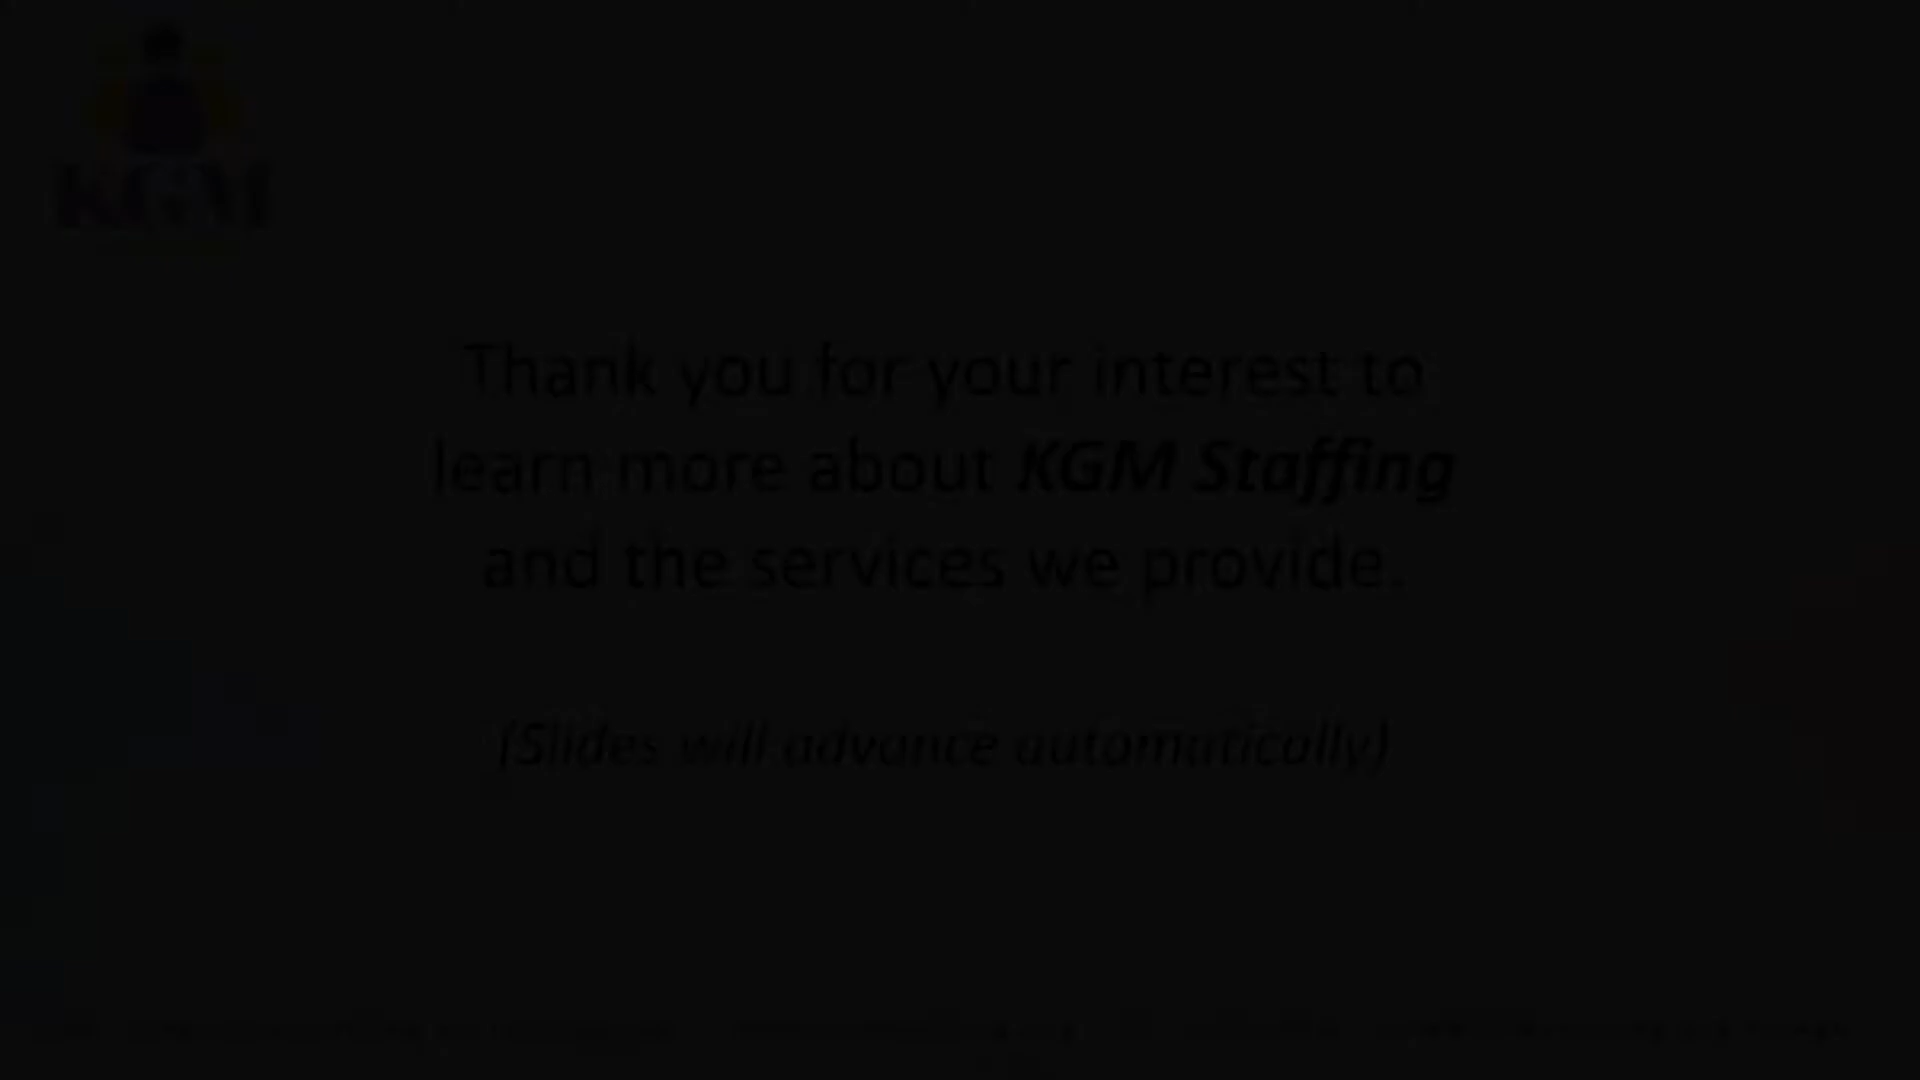 KGM
Thank you for your interest to
learn more about KGM Staffing
and the services we provide.
(Slides will advance automatically)